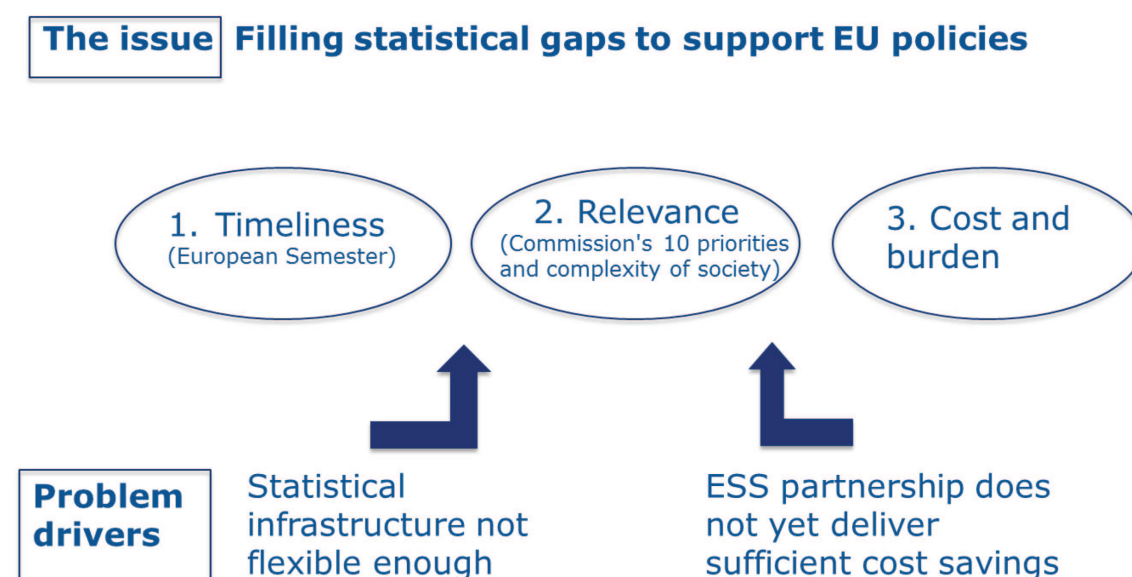 The issue Filling statistical gaps to support EU policies
1. Timeliness
(European Semester)
2. Relevance
(Commission's 10 priorities
and complexity of society)
3. Cost and
burden
Problem
drivers
Statistical
infrastructure not
flexible enough
ESS partnership does
not yet deliver
sufficient cost savings